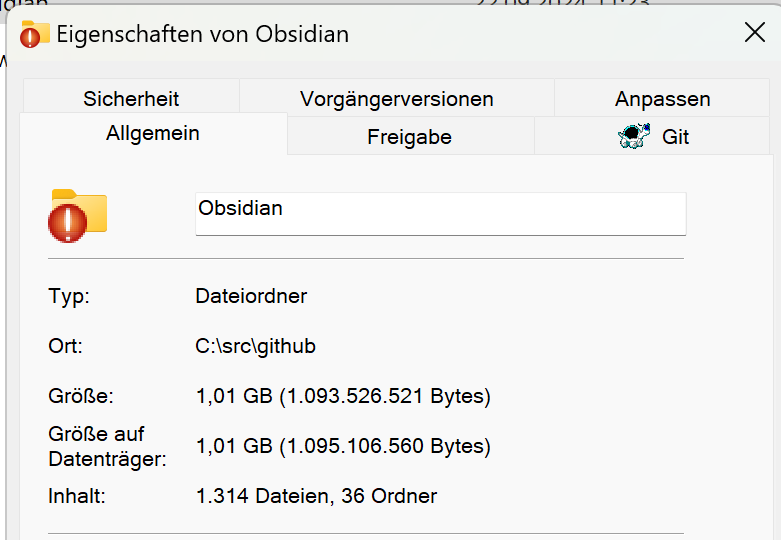 Eigenschaften von Obsidian
Sicherheit Vorgängerversionen Anpassen
Allgemein Freigabe Git
Obsidian
Typ: Dateiordner
Ort: C:\src\github
Größe: 1,01 GB (1.093.526.521 Bytes)
Größe auf
Datenträger: 1,01 GB (1.095.106.560 Bytes)
Inhalt: 1.314 Dateien, 36 Ordner